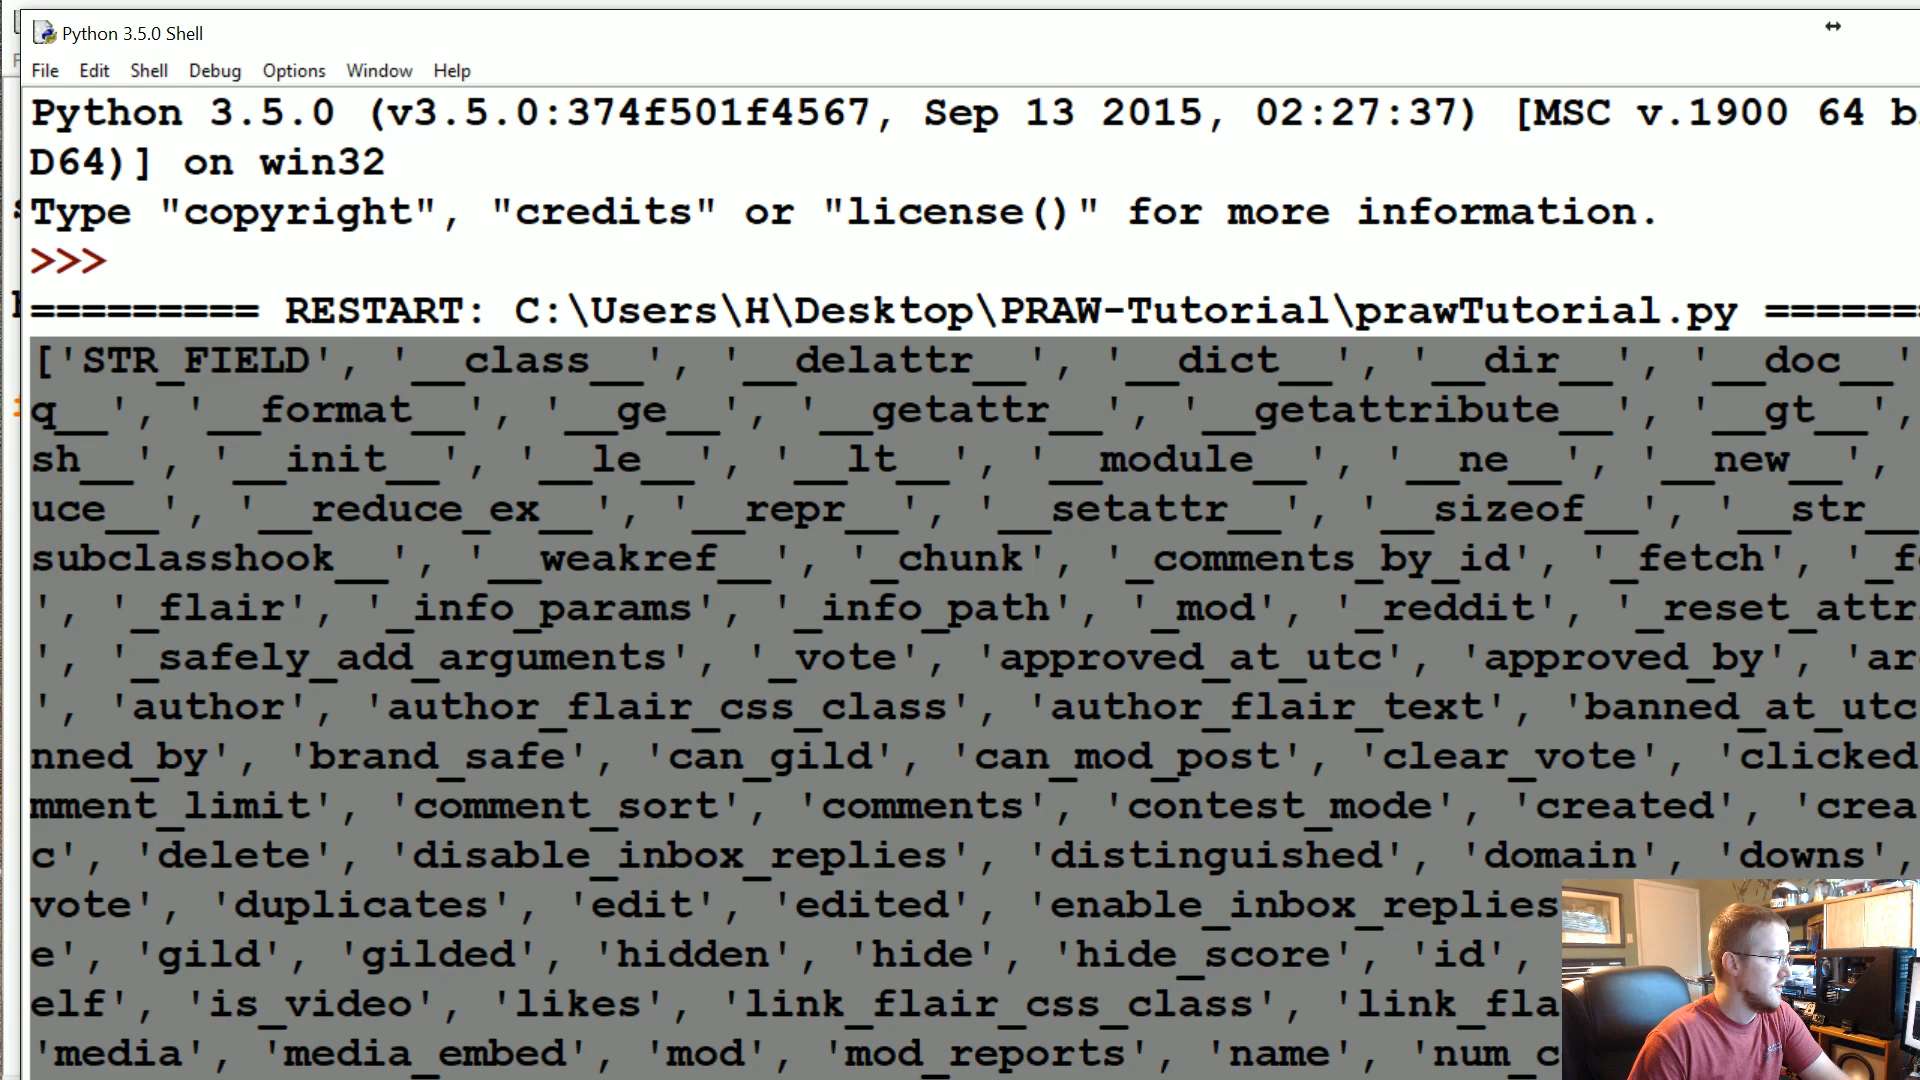 Python 3.5.0 Shell
File Edit Shell Debug Options Window Help
Python 3.5.0 (v3.5.0:374f501f4567, Sep 13 2015, 02:27:37) [MSC v.1900 64 b
D64)] on win32
Type "copyright", "credits" or "license()" for more information.
>>>
========= RESTART: C:\Users\H\Desktop\PRAW-Tutorial\prawTutorial.py ======
['STR_FIELD', '__class__', '__delattr__', '__dict__', '__dir__', '__doc__'
q__', '__format__', '__ge__', '__getattr__', '__getattribute__', '__gt__',
sh__', '__init__', '__le__', '__lt__', '__module__', '__ne__', '__new__',
uce__', '__reduce_ex__', '__repr__', '__setattr__', '__sizeof__', '__str__
subclasshook__', '__weakref__', '_chunk', '_comments_by_id', '_fetch', '_f
', '_flair', '_info_params', '_info_path', '_mod', '_reddit', '_reset_attr
', '_safely_add_arguments', '_vote', 'approved_at_utc', 'approved_by', 'ar
', 'author', 'author_flair_css_class', 'author_flair_text', 'banned_at_utc
nned_by', 'brand_safe', 'can_gild', 'can_mod_post', 'clear_vote', 'clicked
mment_limit', 'comment_sort', 'comments', 'contest_mode', 'created', 'crea
c', 'delete', 'disable_inbox_replies', 'distinguished', 'domain', 'downs',
vote', 'duplicates', 'edit', 'edited', 'enable_inbox_replies
e', 'gild', 'gilded', 'hidden', 'hide', 'hide_score', 'id',
elf', 'is_video', 'likes', 'link_flair_css_class', 'link_fla
'media', 'media_embed', 'mod', 'mod_reports', 'name', 'num_c